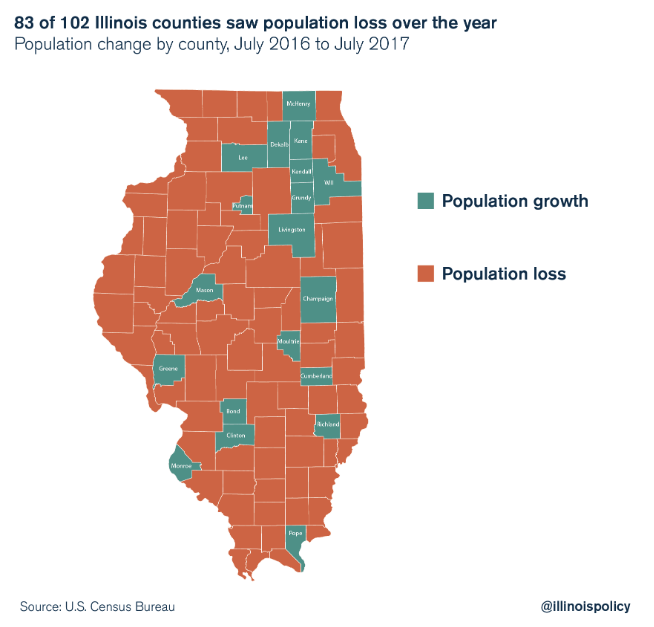 83 of 102 Illinois counties saw population loss over the year
Population change by county, July 2016 to July 2017
McHenry
Dekalb
Kane
Lee
Kendall
Will
Grundy
Putnam
Livingston
Mason
Champaign
Moultrie
Greene
Cumberland
Bond
Richland
Clinton
Monroe
Pope
Population growth
Population loss
Source: U.S. Census Bureau
@illinoispolicy